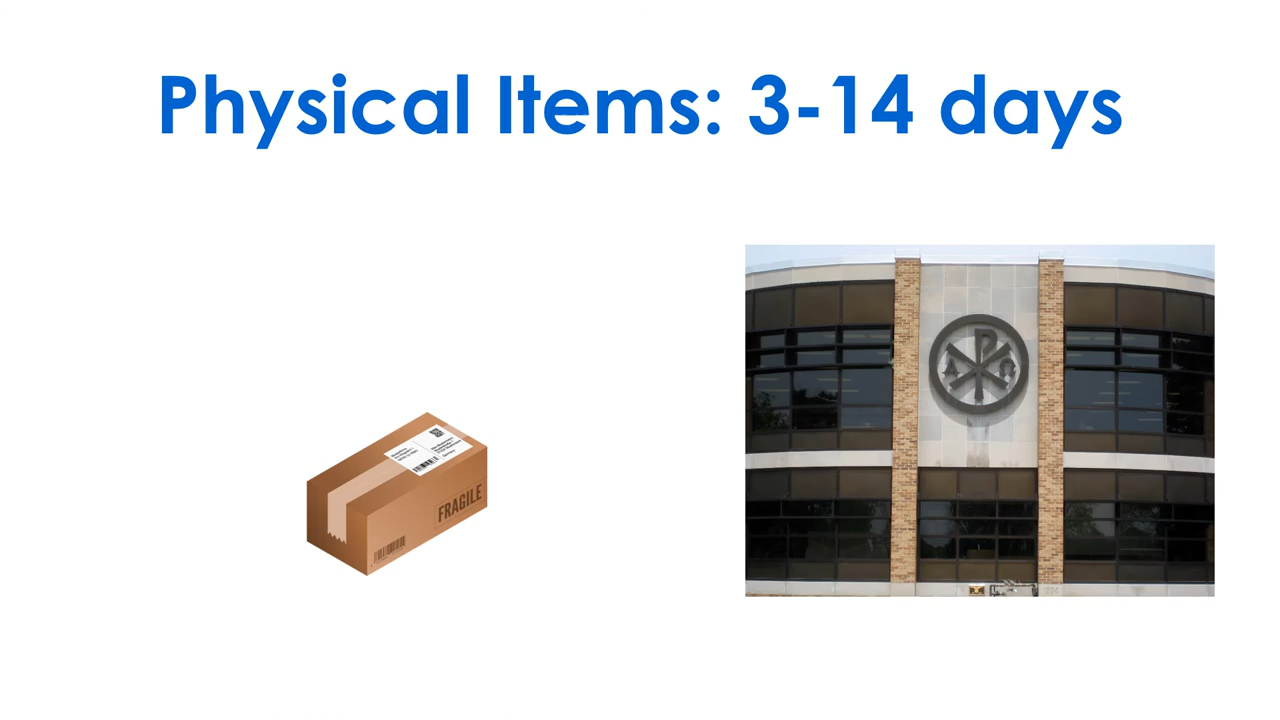 Physical Items: 3-14 days
FRAGILE
Α Ρ Ω